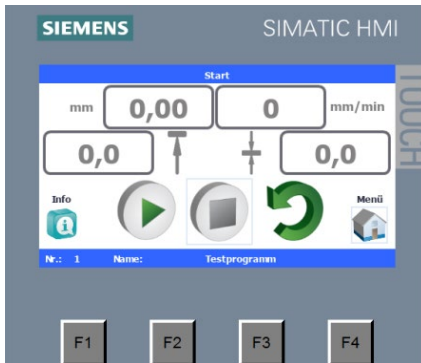 SIEMENS SIMATIC HMI
TOUCH
Start
mm 0,00 0 mm/min
0,0 0,0
Info Menü
Nr.: 1 Name: Testprogramm
F1 F2 F3 F4